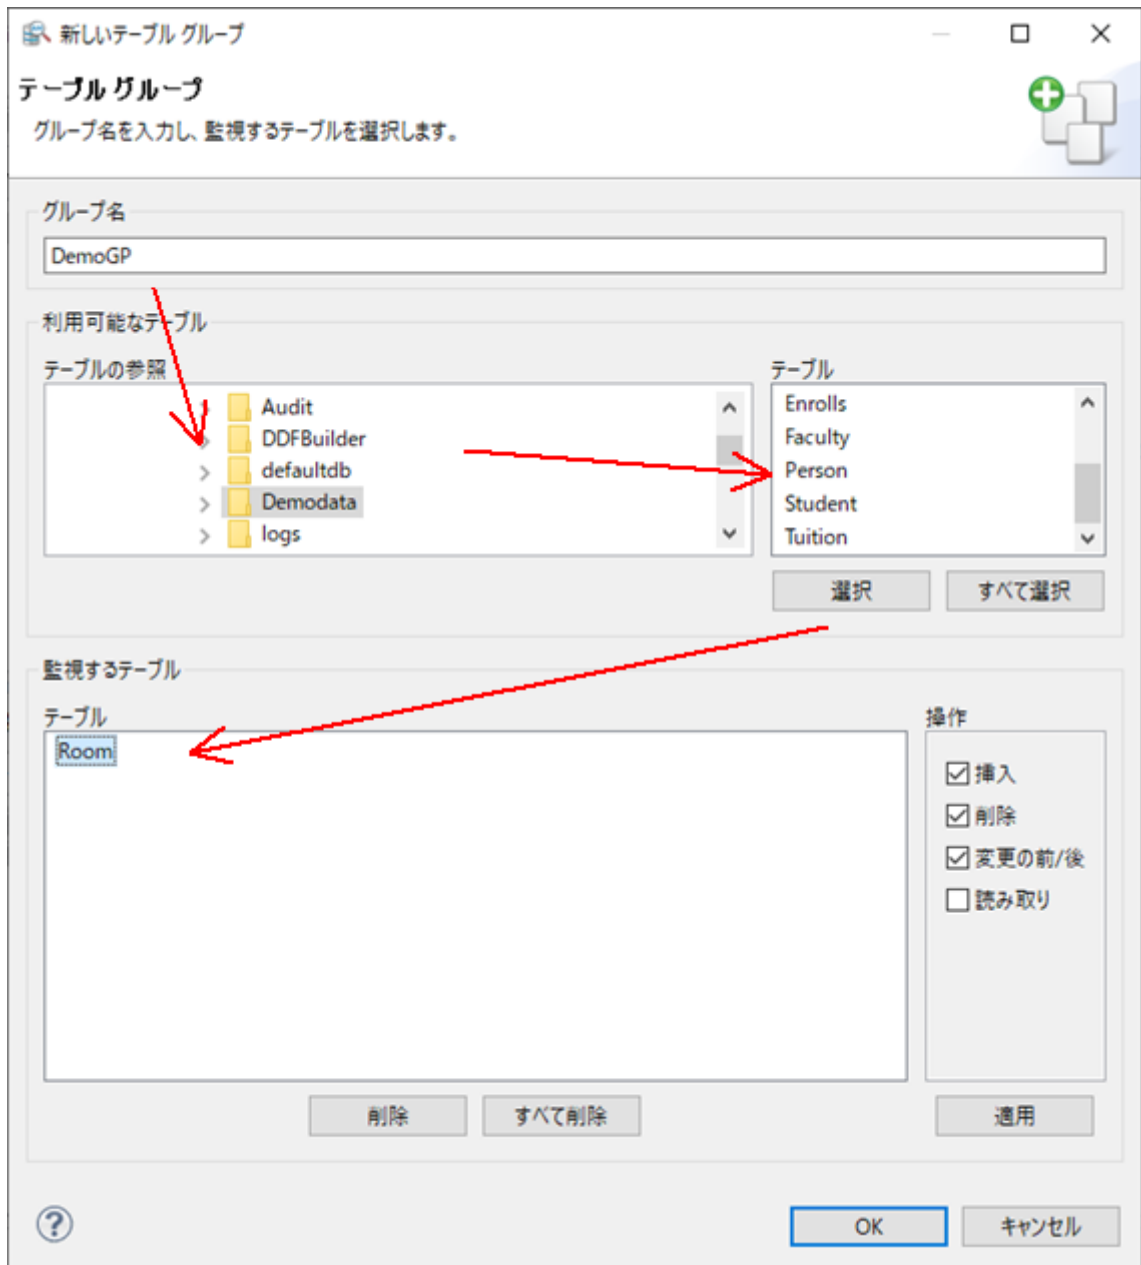 新しいテーブル グループ
テーブル グループ
グループ名を入力し、監視するテーブルを選択します。
グループ名
DemoGP
利用可能なテーブル
テーブルの参照
Audit
DDFBuilder
defaultdb
Demodata
logs
テーブル
Enrolls
Faculty
Person
Student
Tuition
選択
すべて選択
監視するテーブル
テーブル
Room
操作
挿入
削除
変更の前/後
読み取り
削除
すべて削除
適用
?
OK
キャンセル